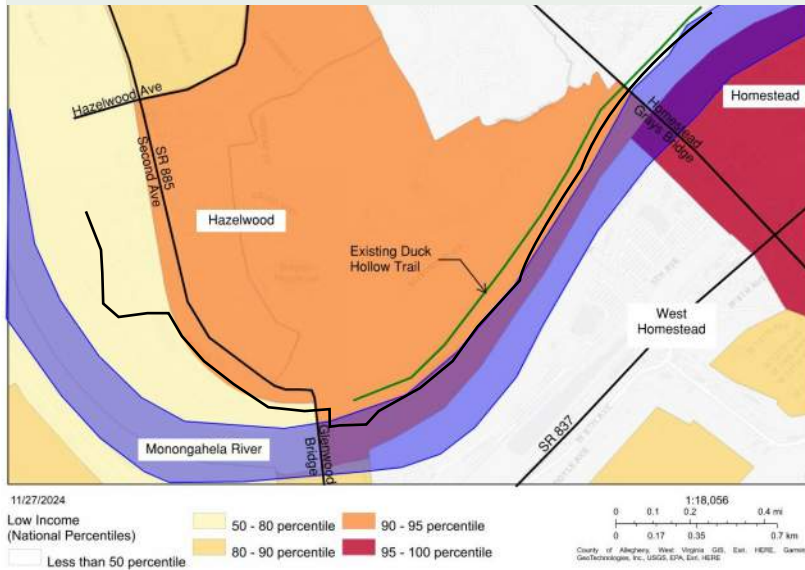 Hazelwood Ave
SR 885
Second Ave
Homestead
Grays Bridge
Homestead
Hazelwood
Existing Duck
Hollow Trail
West
Homestead
SR 837
Monongahela River
Glenwood
Bridge
11/27/2024
Low Income
(National Percentiles)
Less than 50 percentile
50 - 80 percentile
80 - 90 percentile
90 - 95 percentile
95 - 100 percentile
1:18,056
0 0.1 0.2 0.4 mi
0 0.17 0.35 0.7 km
County of Allegheny, West Virginia GIS, Esri, HERE, Garmin,
GeoTechnologies, Inc., USGS, EPA, Esri, HERE